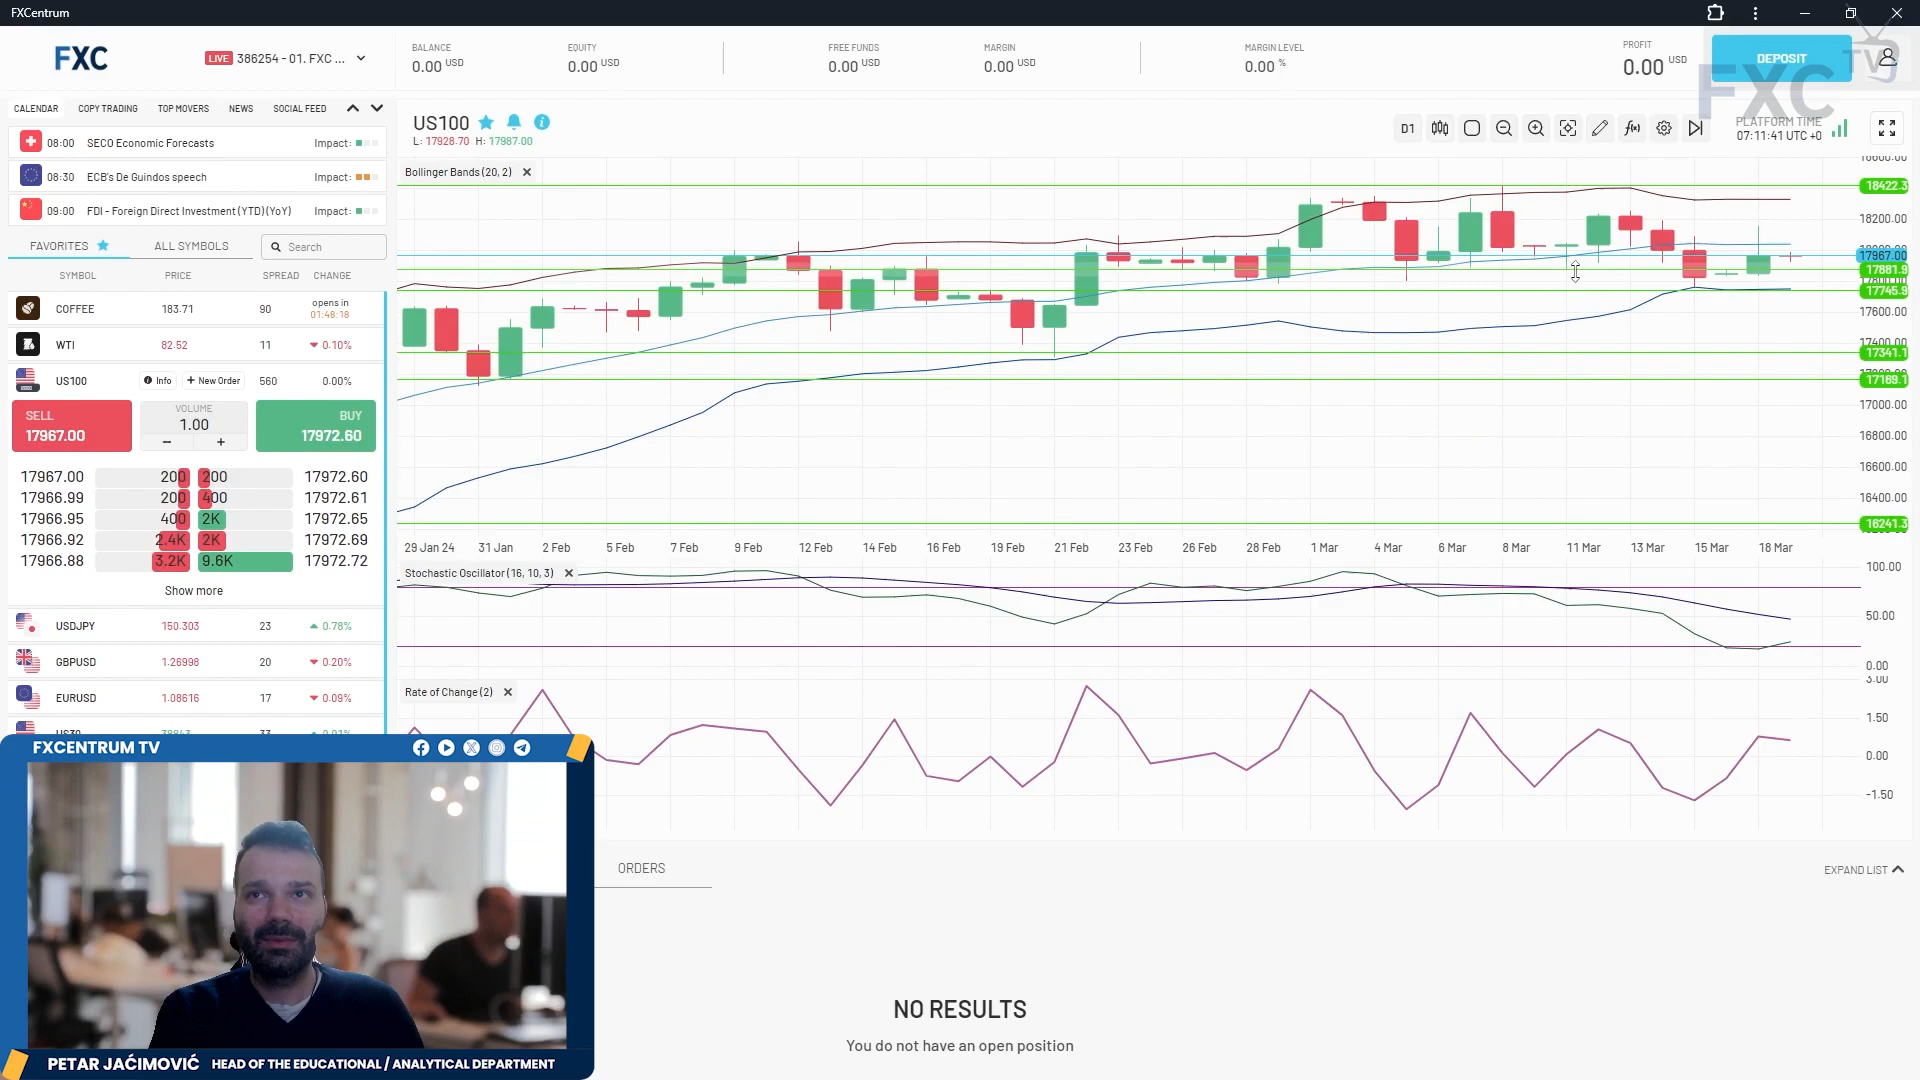 FXCentrum
FXC
LIVE 386254 - 01. FXC ...
BALANCE
0.00 USD
EQUITY
0.00 USD
FREE FUNDS
0.00 USD
MARGIN
0.00 USD
MARGIN LEVEL
0.00 %
PROFIT
0.00 USD
DEPOSIT
FXC TV
CALENDAR COPY TRADING TOP MOVERS NEWS SOCIAL FEED
08:00 SECO Economic Forecasts Impact:
08:30 ECB's De Guindos speech Impact:
09:00 FDI - Foreign Direct Investment (YTD) (YoY) Impact:
FAVORITES ALL SYMBOLS Search
SYMBOL PRICE SPREAD CHANGE
COFFEE 183.71 90 opens in
01:48:18
WTI 82.52 11 0.10%
US100 Info + New Order 560 0.00%
SELL
17967.00
VOLUME
1.00
− +
BUY
17972.60
17967.00 200 200 17972.60
17966.99 200 400 17972.61
17966.95 400 2K 17972.65
17966.92 2.4K 2K 17972.69
17966.88 3.2K 9.6K 17972.72
Show more
USDJPY 150.303 23 0.78%
GBPUSD 1.26998 20 0.20%
EURUSD 1.08616 17 0.09%
US100
L: 17928.70 H: 17987.00
D1
PLATFORM TIME
07:11:41 UTC +0
Bollinger Bands (20, 2)
18422.3
18200.00
17967.00
17881.9
17745.9
17600.00
17400.00
17341.1
17169.1
17000.00
16800.00
16600.00
16400.00
16241.3
29 Jan 24 31 Jan 2 Feb 5 Feb 7 Feb 9 Feb 12 Feb 14 Feb 16 Feb 19 Feb 21 Feb 23 Feb 26 Feb 28 Feb 1 Mar 4 Mar 6 Mar 8 Mar 11 Mar 13 Mar 15 Mar 18 Mar
Stochastic Oscillator (16, 10, 3)
100.00
50.00
0.00
Rate of Change (2)
3.00
1.50
0.00
-1.50
ORDERS
EXPAND LIST
NO RESULTS
You do not have an open position
FXCENTRUM TV
PETAR JAĆIMOVIĆ HEAD OF THE EDUCATIONAL / ANALYTICAL DEPARTMENT